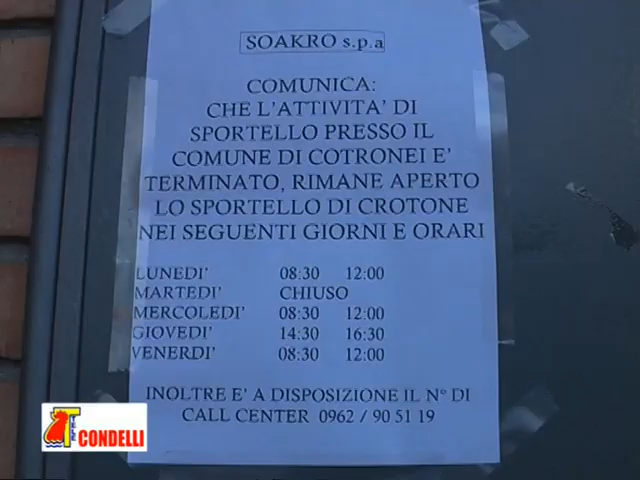 SOAKRO s.p.a
COMUNICA:
CHE L'ATTIVITA' DI
SPORTELLO PRESSO IL
COMUNE DI COTRONEI E'
TERMINATO, RIMANE APERTO
LO SPORTELLO DI CROTONE
NEI SEGUENTI GIORNI E ORARI
LUNEDI' 08:30 12:00
MARTEDI' CHIUSO
MERCOLEDI' 08:30 12:00
GIOVEDI' 14:30 16:30
VENERDI' 08:30 12:00
INOLTRE E' A DISPOSIZIONE IL N° DI
CALL CENTER 0962 / 90 51 19
TELE CONDELLI